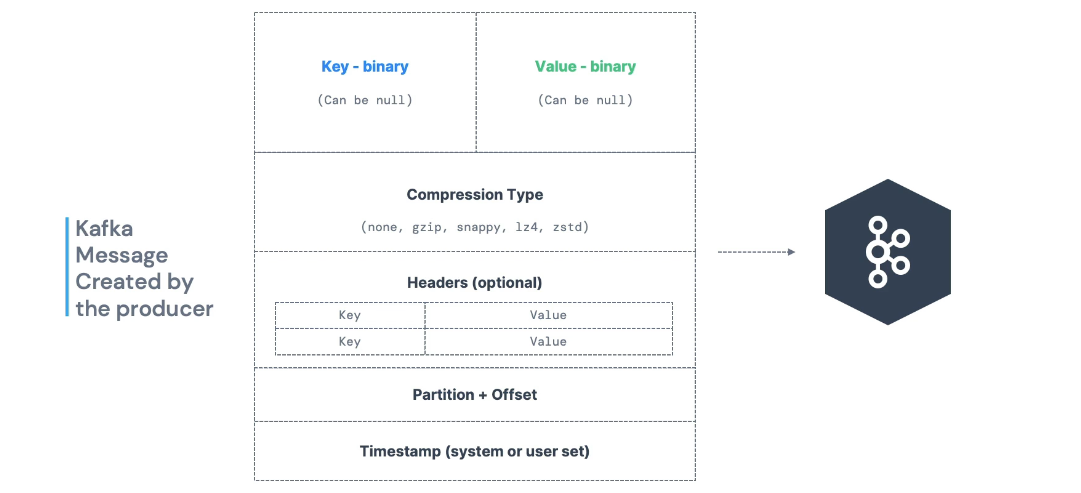 Key - binary
Value - binary
(Can be null)
(Can be null)
Compression Type
(none, gzip, snappy, lz4, zstd)
Kafka
Message
Created by
the producer
Headers (optional)
Key
Value
Key
Value
Partition + Offset
Timestamp (system or user set)